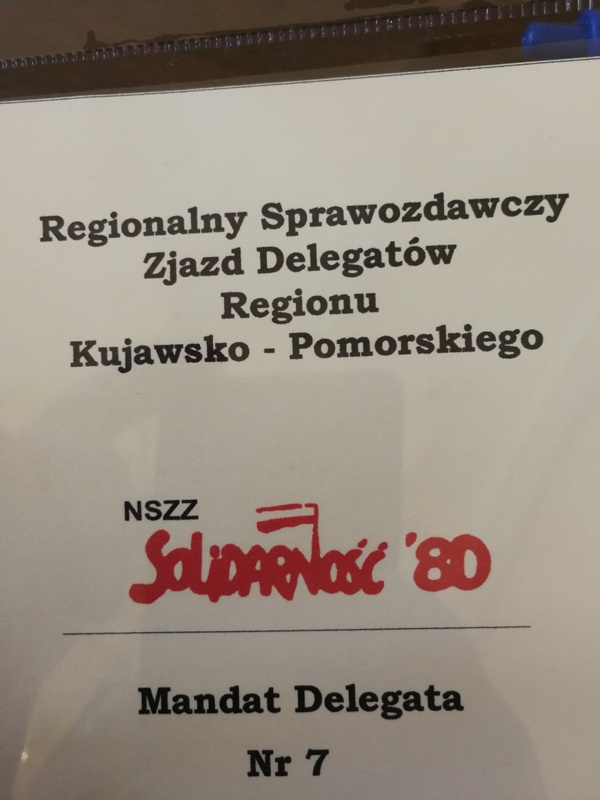 Regionalny Sprawozdawczy
Zjazd Delegatów
Regionu
Kujawsko - Pomorskiego
NSZZ
SOLiDARNOŚĆ '80
Mandat Delegata
Nr 7